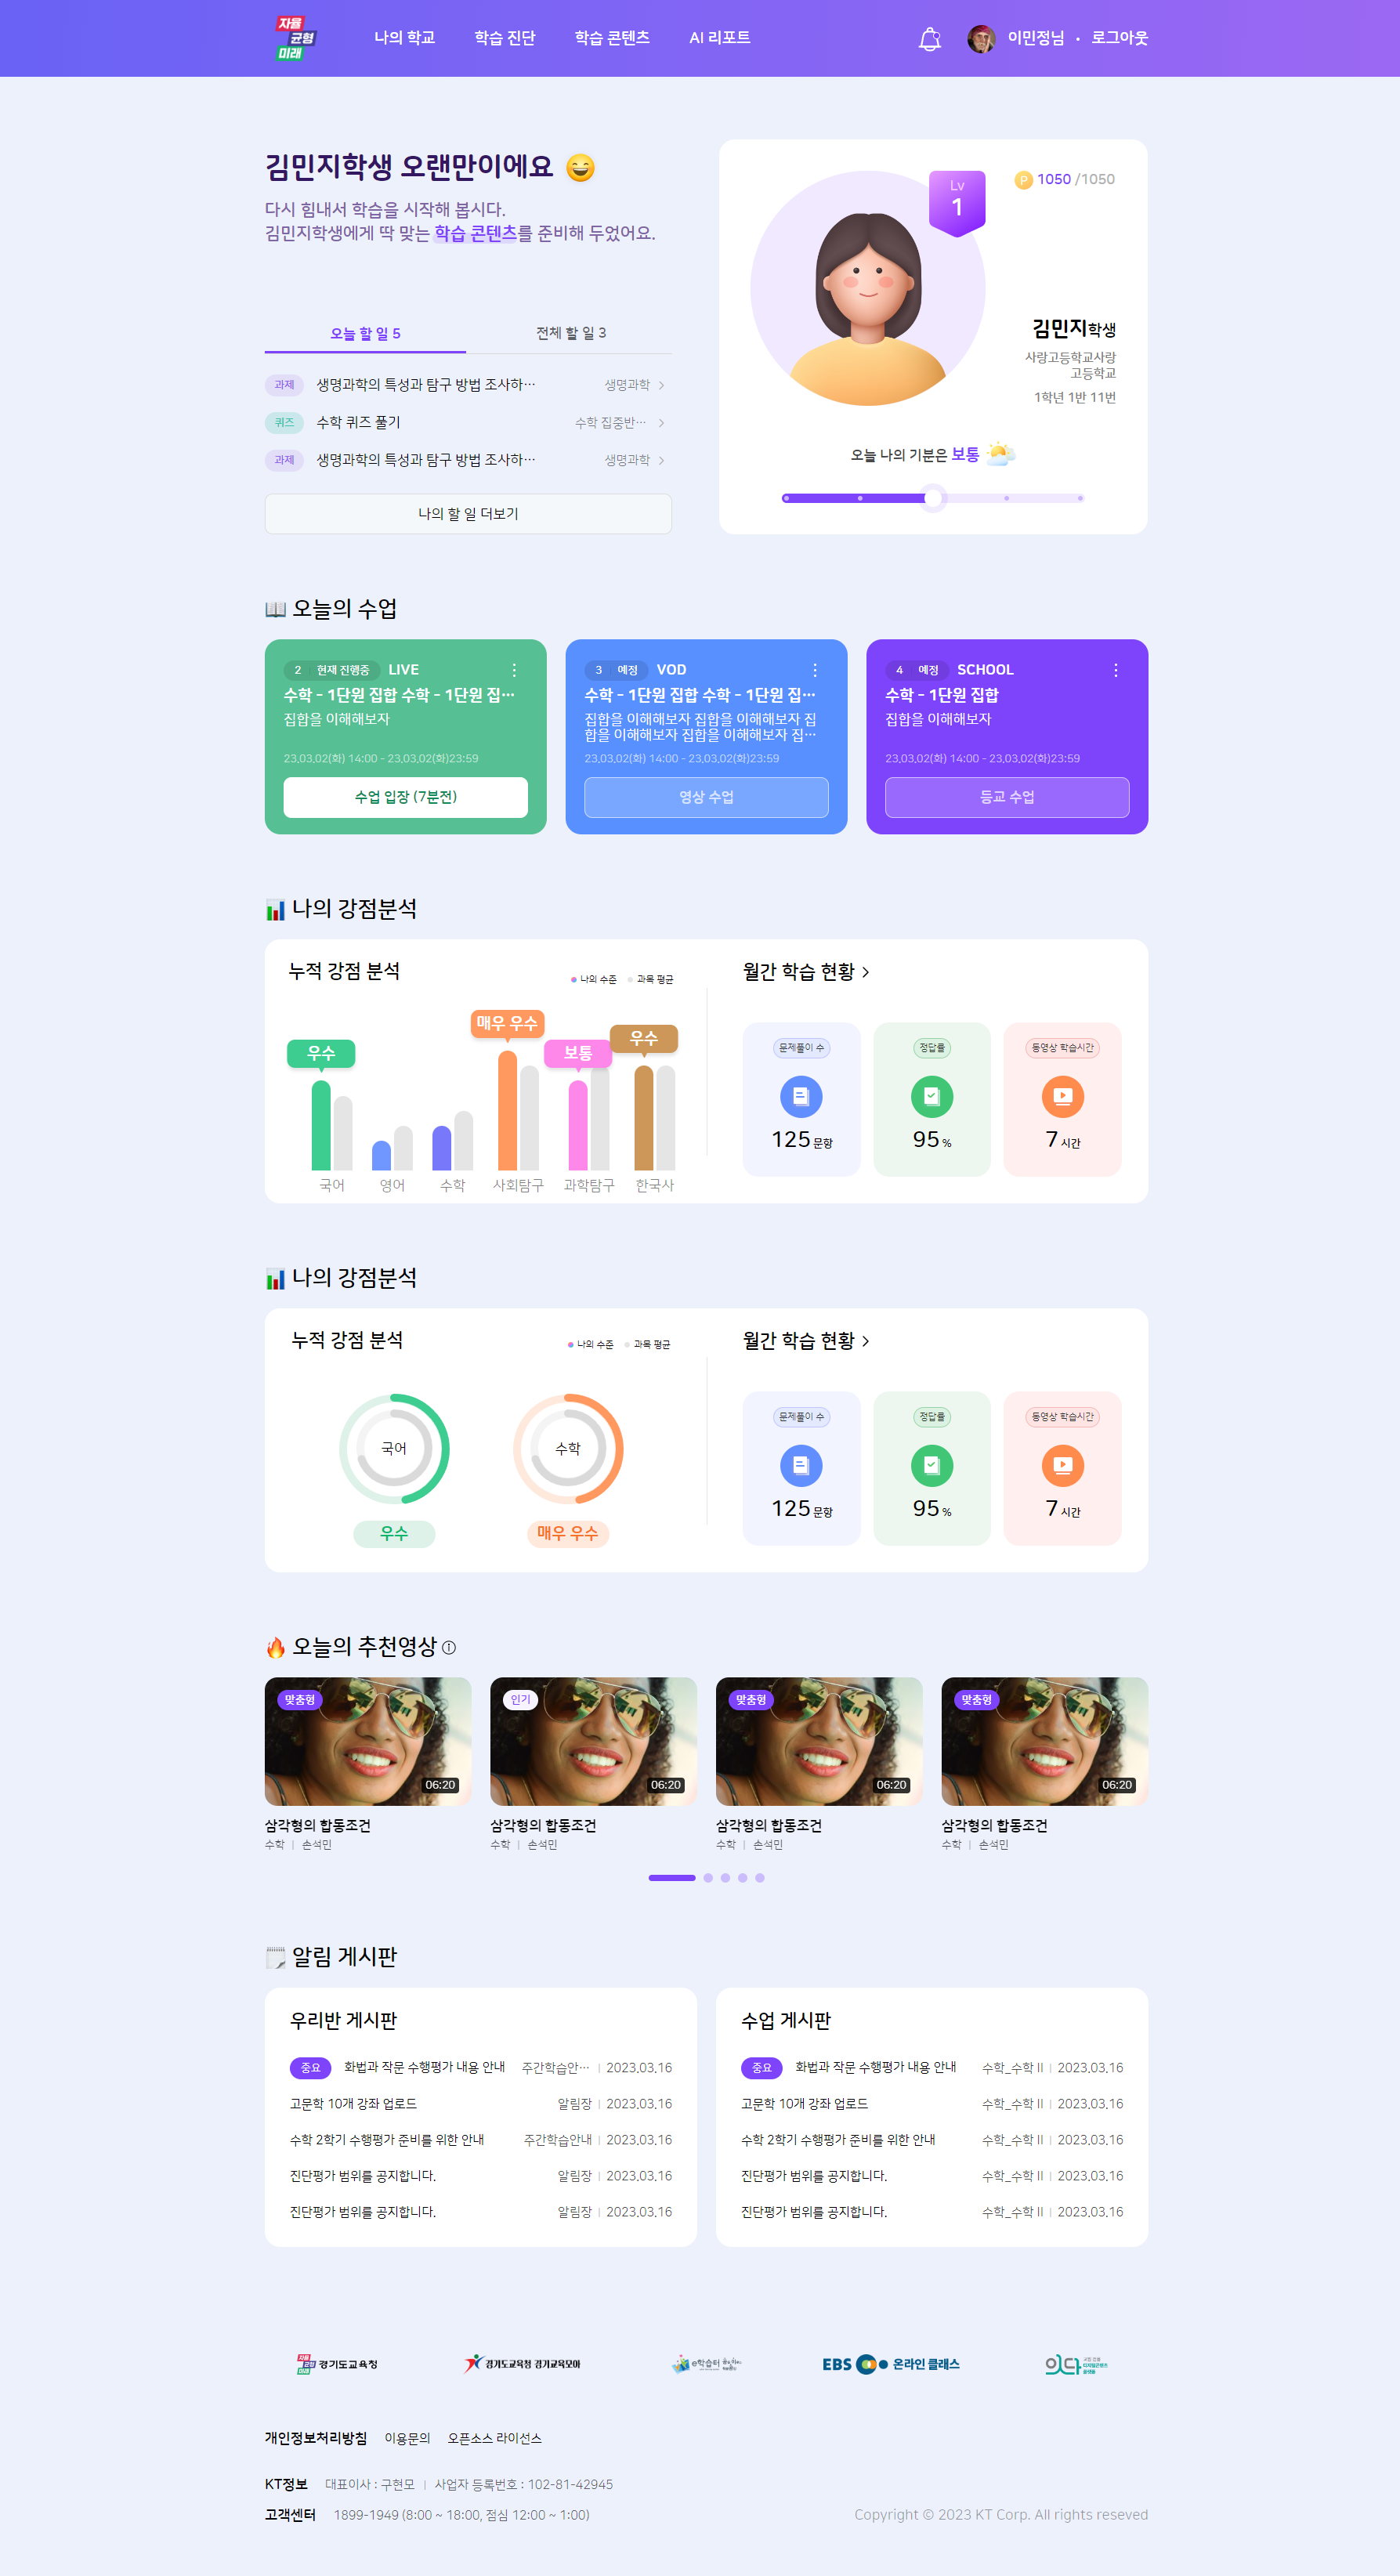 자율
균형
미래
나의 학교
학습 진단
학습 콘텐츠
AI 리포트
이민정님 • 로그아웃
김민지학생 오랜만이에요
다시 힘내서 학습을 시작해 봅시다.
김민지학생에게 딱 맞는 학습 콘텐츠를 준비해 두었어요.
오늘 할 일 5
전체 할 일 3
과제 생명과학의 특성과 탐구 방법 조사하… 생명과학
퀴즈 수학 퀴즈 풀기 수학 집중반…
과제 생명과학의 특성과 탐구 방법 조사하… 생명과학
나의 할 일 더보기
Lv
1
P 1050 /1050
김민지학생
사랑고등학교사랑
고등학교
1학년 1반 11번
오늘 나의 기분은 보통
오늘의 수업
2 현재 진행중 LIVE
수학 - 1단원 집합 수학 - 1단원 집…
집합을 이해해보자
23.03.02(화) 14:00 - 23.03.02(화)23:59
수업 입장 (7분전)
3 예정 VOD
수학 - 1단원 집합 수학 - 1단원 집…
집합을 이해해보자 집합을 이해해보자 집
합을 이해해보자 집합을 이해해보자 집…
23.03.02(화) 14:00 - 23.03.02(화)23:59
영상 수업
4 예정 SCHOOL
수학 - 1단원 집합
집합을 이해해보자
23.03.02(화) 14:00 - 23.03.02(화)23:59
등교 수업
나의 강점분석
누적 강점 분석
나의 수준 과목 평균
우수
매우 우수
보통
우수
국어 영어 수학 사회탐구 과학탐구 한국사
월간 학습 현황
문제풀이 수
125 문항
정답률
95 %
동영상 학습시간
7 시간
나의 강점분석
누적 강점 분석
나의 수준 과목 평균
국어
우수
수학
매우 우수
월간 학습 현황
문제풀이 수
125 문항
정답률
95 %
동영상 학습시간
7 시간
오늘의 추천영상
맞춤형
06:20
삼각형의 합동조건
수학 | 손석민
인기
06:20
삼각형의 합동조건
수학 | 손석민
맞춤형
06:20
삼각형의 합동조건
수학 | 손석민
맞춤형
06:20
삼각형의 합동조건
수학 | 손석민
알림 게시판
우리반 게시판
중요 화법과 작문 수행평가 내용 안내 주간학습안… | 2023.03.16
고문학 10개 강좌 업로드 알림장 | 2023.03.16
수학 2학기 수행평가 준비를 위한 안내 주간학습안내 | 2023.03.16
진단평가 범위를 공지합니다. 알림장 | 2023.03.16
진단평가 범위를 공지합니다. 알림장 | 2023.03.16
수업 게시판
중요 화법과 작문 수행평가 내용 안내 수학_수학 II | 2023.03.16
고문학 10개 강좌 업로드 수학_수학 II | 2023.03.16
수학 2학기 수행평가 준비를 위한 안내 수학_수학 II | 2023.03.16
진단평가 범위를 공지합니다. 수학_수학 II | 2023.03.16
진단평가 범위를 공지합니다. 수학_수학 II | 2023.03.16
자율 균형 미래 경기도교육청
경기도교육청 경기교육모아
e학습터
EBS 온라인 클래스
잇다
개인정보처리방침 이용문의 오픈소스 라이선스
KT정보 대표이사 : 구현모 | 사업자 등록번호 : 102-81-42945
고객센터 1899-1949 (8:00 ~ 18:00, 점심 12:00 ~ 1:00)
Copyright © 2023 KT Corp. All rights reseved